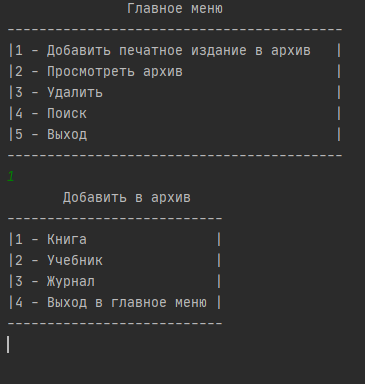 Главное меню
------------------------------------------
|1 – Добавить печатное издание в архив   |
|2 – Просмотреть архив                   |
|3 – Удалить                             |
|4 – Поиск                               |
|5 – Выход                               |
------------------------------------------
1
Добавить в архив
---------------------------
|1 – Книга                |
|2 – Учебник              |
|3 – Журнал               |
|4 – Выход в главное меню |
---------------------------